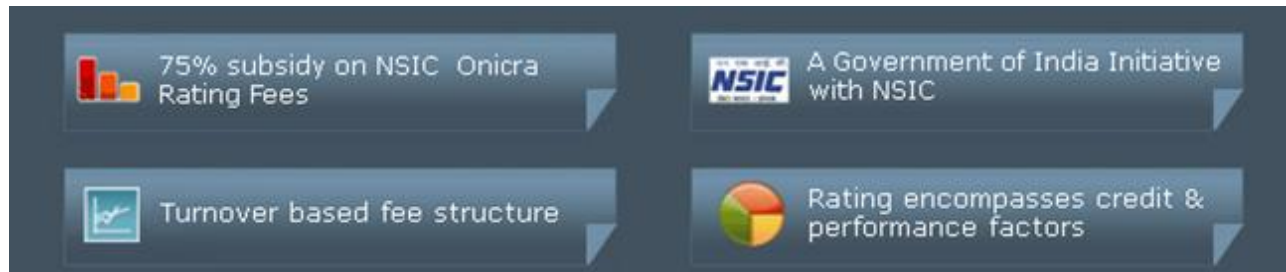 75% subsidy on NSIC Onicra
Rating Fees
NSIC
A Government of India Initiative
with NSIC
Turnover based fee structure
Rating encompasses credit &
performance factors